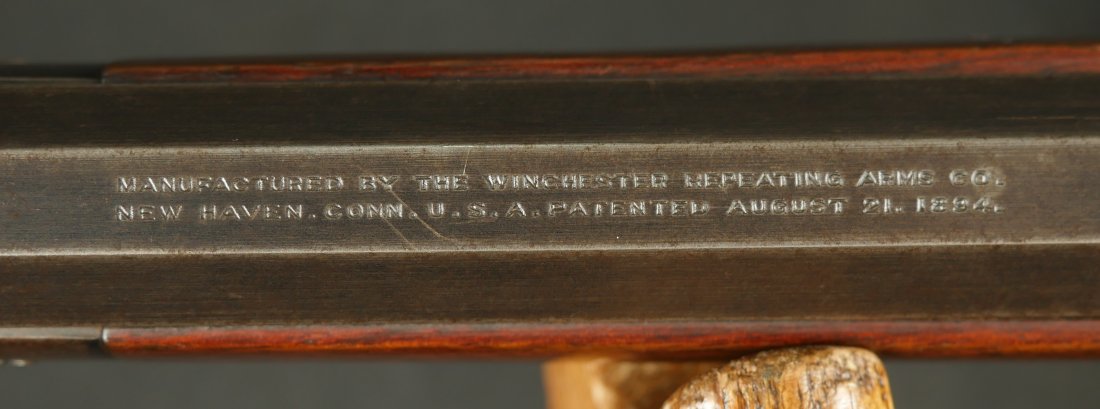 MANUFACTURED BY THE WINCHESTER REPEATING ARMS CO.
NEW HAVEN. CONN. U.S.A. PATENTED AUGUST 21. 1894.